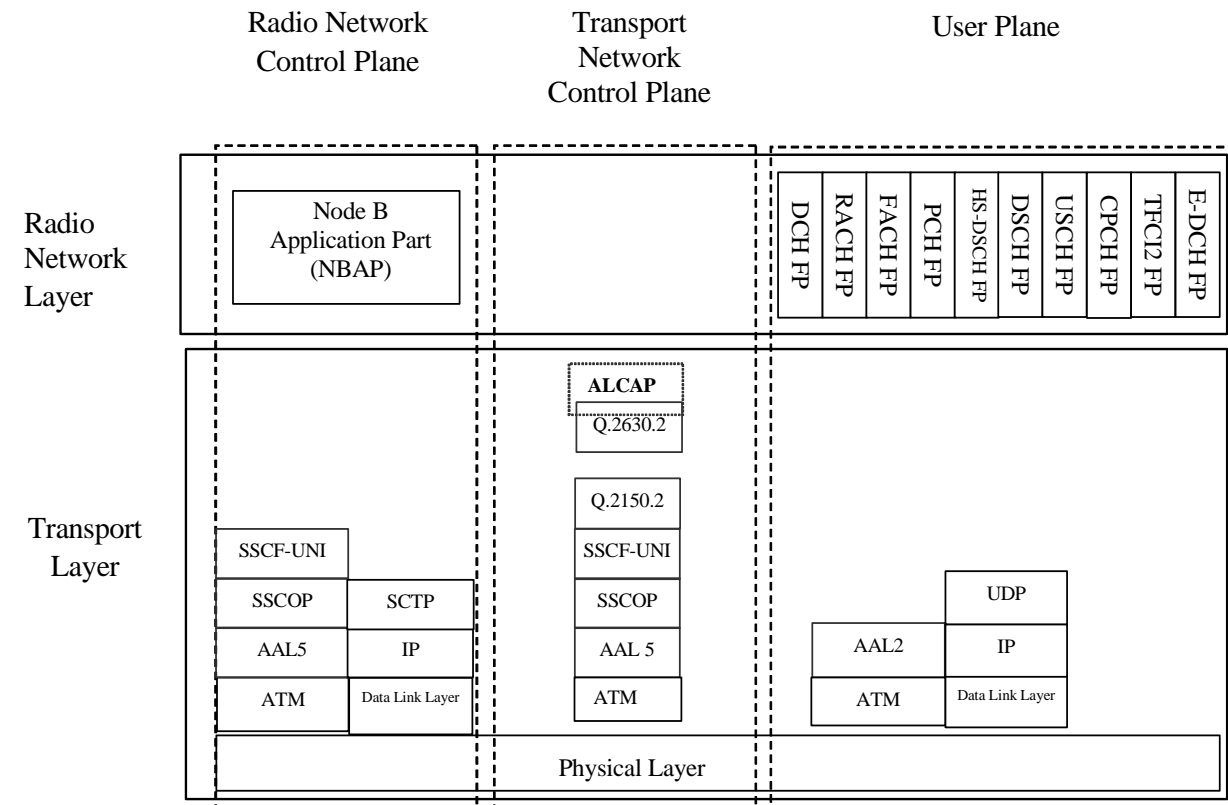 Radio Network
Control Plane
Transport
Network
Control Plane
User Plane
Radio
Network
Layer
Node B
Application Part
(NBAP)
DCH FP
RACH FP
FACH FP
PCH FP
HS-DSCH FP
DSCH FP
USCH FP
CPCH FP
TFCI2 FP
E-DCH FP
Transport
Layer
ALCAP
Q.2630.2
Q.2150.2
SSCF-UNI
SSCF-UNI
SSCOP
SCTP
SSCOP
UDP
AAL5
IP
AAL 5
AAL2
IP
ATM
Data Link Layer
ATM
ATM
Data Link Layer
Physical Layer